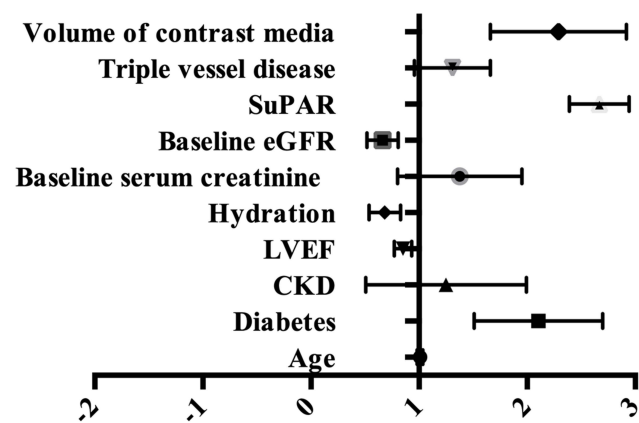 Volume of contrast media
Triple vessel disease
SuPAR
Baseline eGFR
Baseline serum creatinine
Hydration
LVEF
CKD
Diabetes
Age
-2 -1 0 1 2 3